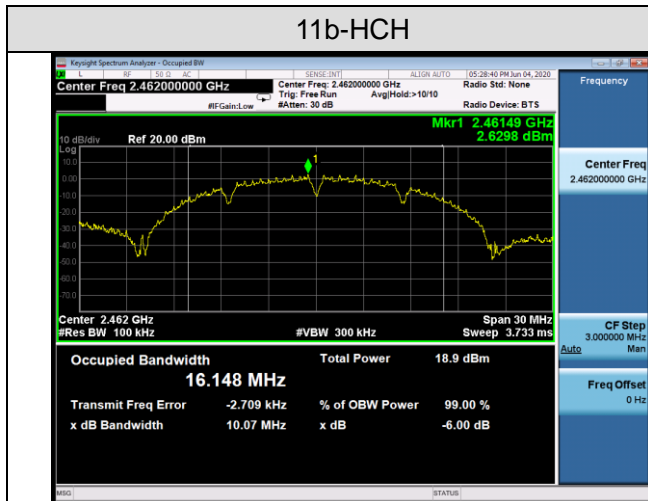 11b-HCH
Keysight Spectrum Analyzer - Occupied BW
L RF 50 Ω AC SENSE:INT ALIGN AUTO 05:28:40 PM Jun 04, 2020
Center Freq 2.462000000 GHz
Center Freq: 2.462000000 GHz
Radio Std: None
Trig: Free Run Avg|Hold:>10/10
#IFGain:Low
#Atten: 30 dB
Radio Device: BTS
Frequency
Mkr1 2.46149 GHz
2.6298 dBm
10 dB/div Ref 20.00 dBm
Log
10.0
0.00
-10.0
-20.0
-30.0
-40.0
-50.0
-60.0
-70.0
1
Center 2.462 GHz
Span 30 MHz
#Res BW 100 kHz
#VBW 300 kHz
Sweep 3.733 ms
Center Freq
2.462000000 GHz
CF Step
3.000000 MHz
Auto Man
Freq Offset
0 Hz
Occupied Bandwidth
16.148 MHz
Total Power 18.9 dBm
Transmit Freq Error -2.709 kHz
% of OBW Power 99.00 %
x dB Bandwidth 10.07 MHz
x dB -6.00 dB
MSG
STATUS